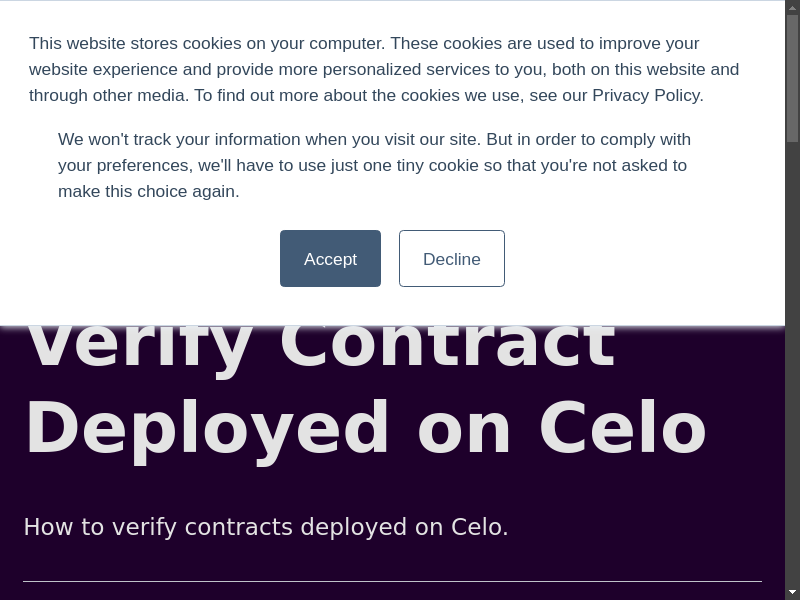 This website stores cookies on your computer. These cookies are used to improve your
website experience and provide more personalized services to you, both on this website and
through other media. To find out more about the cookies we use, see our Privacy Policy.
We won't track your information when you visit our site. But in order to comply with
your preferences, we'll have to use just one tiny cookie so that you're not asked to
make this choice again.
Accept
Decline
Verify Contract
Deployed on Celo
How to verify contracts deployed on Celo.